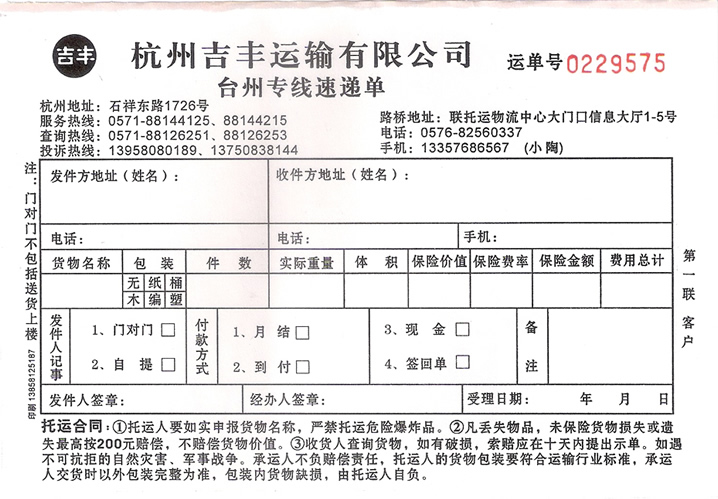 吉丰
杭州吉丰运输有限公司
运单号0229575
台州专线速递单
杭州地址：石祥东路1726号
服务热线：0571-88144125、88144215
查询热线：0571-88126251、88126253
投诉热线：13958080189、13750838144
路桥地址：联托运物流中心大门口信息大厅1-5号
电话：0576-82560337
手机：13357686567 (小陶)
注：门对门不包括送货上楼
印刷 13858125187
发件方地址（姓名）：
收件方地址（姓名）：
电话：
电话：
手机：
货物名称 包装 件数 实际重量 体积 保险价值 保险费率 保险金额 费用总计
无 纸 桶
木 编 塑
发件人记事
1、门对门 □
2、自提 □
付款方式
1、月结 □
2、到付 □
3、现金 □
4、签回单 □
备注
发件人签章：
经办人签章：
受理日期： 年 月 日
第一联 客户
托运合同：①托运人要如实申报货物名称，严禁托运危险爆炸品。②凡丢失物品，未保险货物损失或遗
失最高按200元赔偿，不赔偿货物价值。③收货人查询货物，如有破损，索赔应在十天内提出示单。如遇
不可抗拒的自然灾害、军事战争。承运人不负赔偿责任，托运人的货物包装要符合运输行业标准，承运
人交货时以外包装完整为准，包装内货物缺损，由托运人自负。